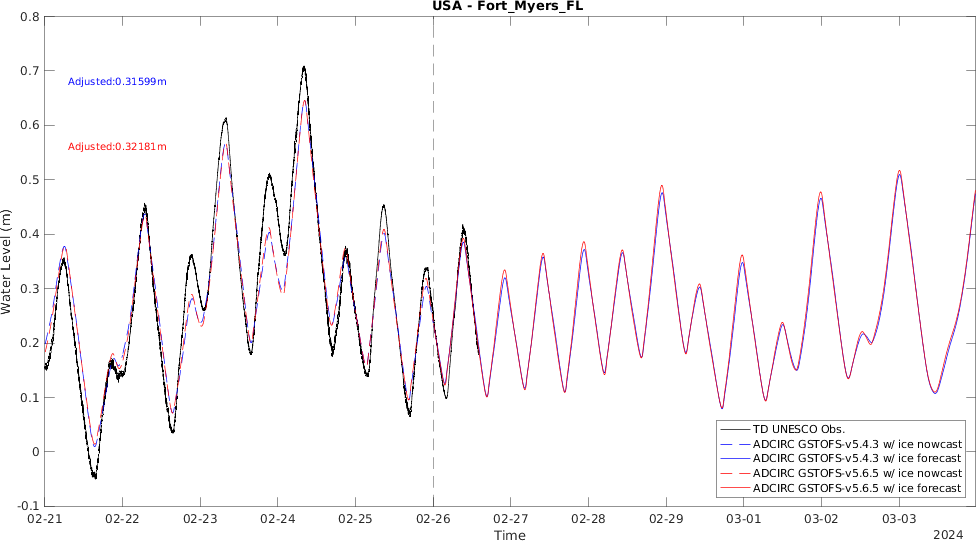 USA - Fort_Myers_FL
0.8
0.7
0.6
0.5
0.4
0.3
0.2
0.1
0
-0.1
Water Level (m)
Adjusted:0.31599m
Adjusted:0.32181m
TD UNESCO Obs.
ADCIRC GSTOFS-v5.4.3 w/ ice nowcast
ADCIRC GSTOFS-v5.4.3 w/ ice forecast
ADCIRC GSTOFS-v5.6.5 w/ ice nowcast
ADCIRC GSTOFS-v5.6.5 w/ ice forecast
02-21 02-22 02-23 02-24 02-25 02-26 02-27 02-28 02-29 03-01 03-02 03-03
Time
2024